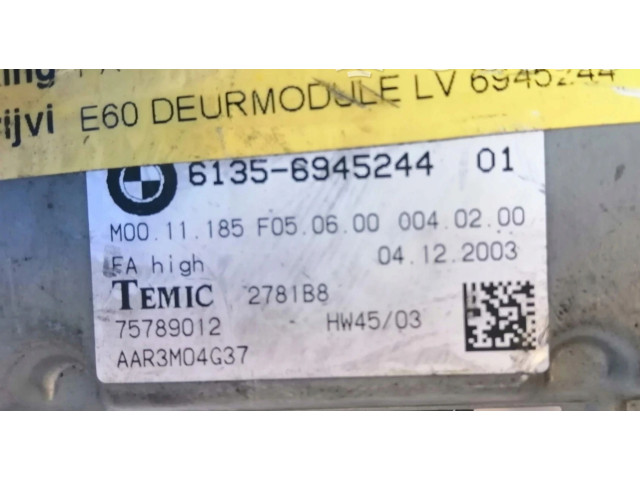 E60 DEURMODULE LV 6945244
6135-6945244 01
M00.11.185 F05.06.00 004.02.00
FA high 04.12.2003
TEMIC 2781B8
75789012 HW45/03
AAR3M04G37